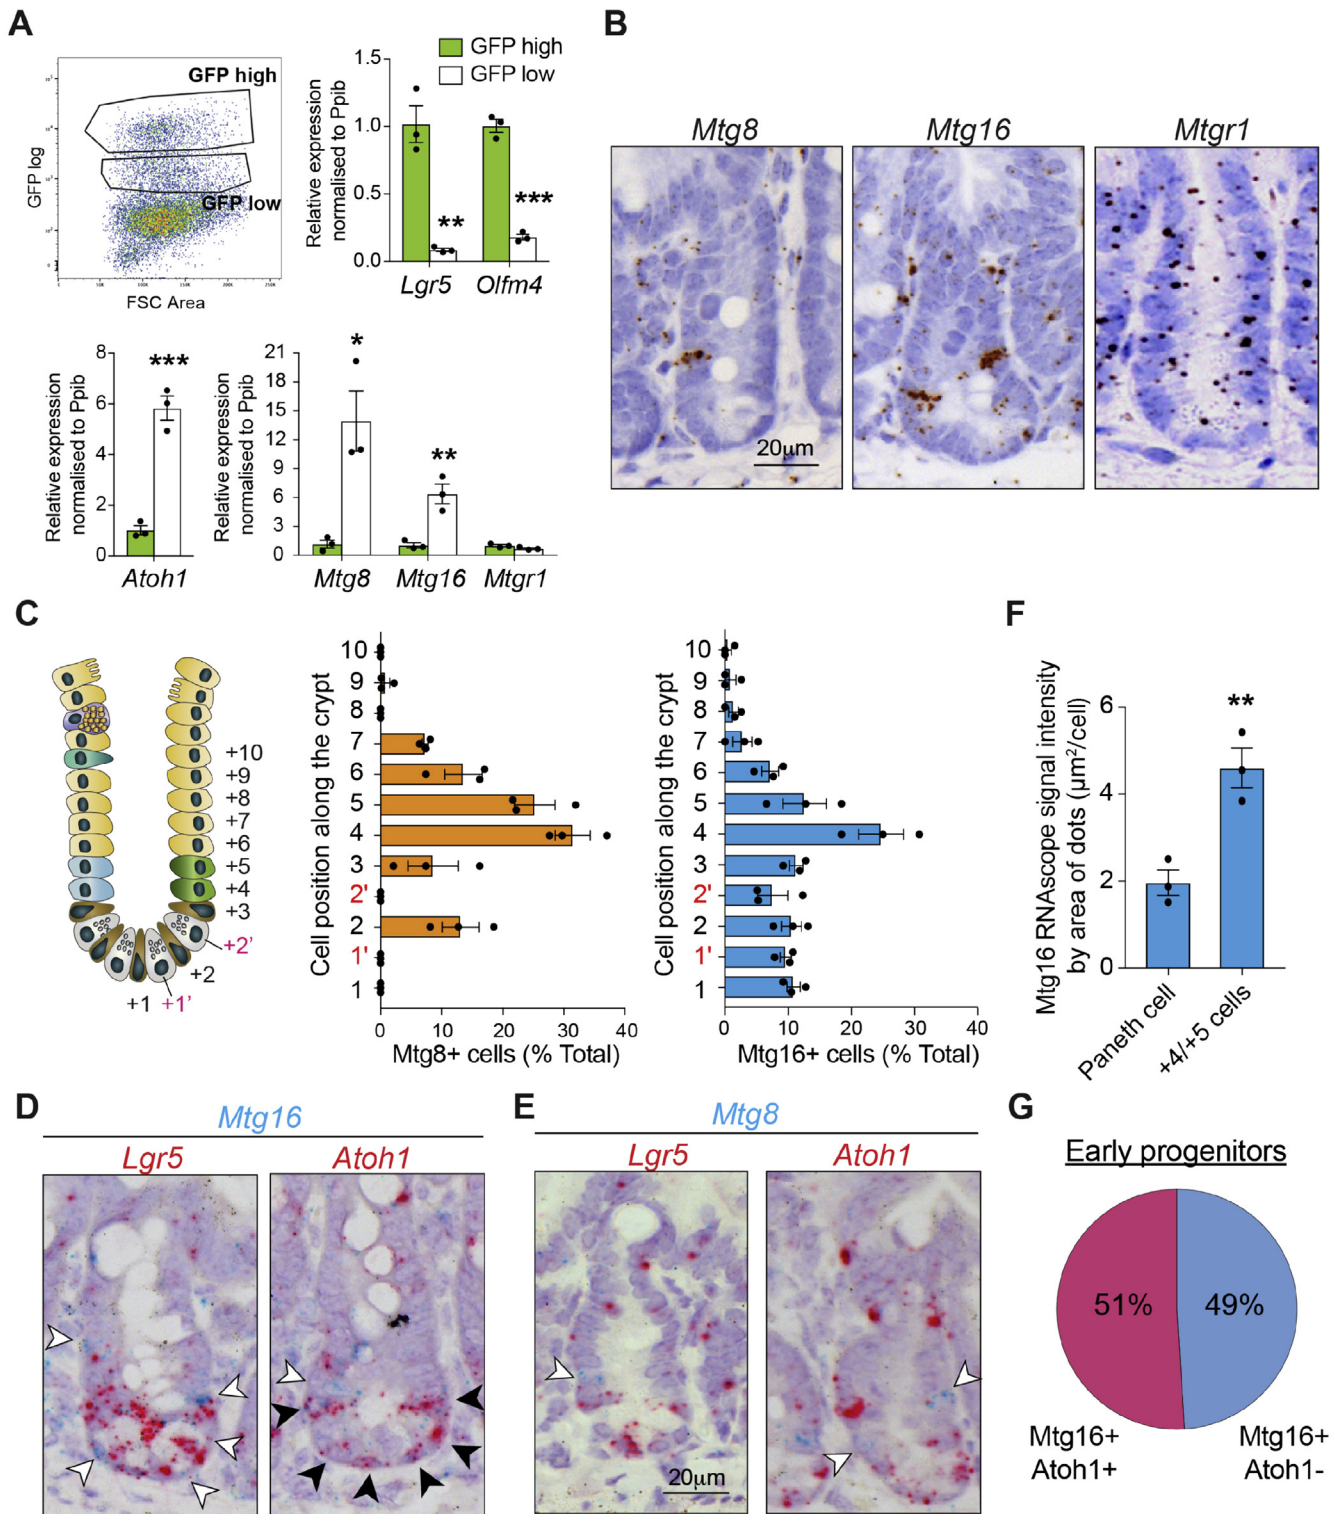 A
GFP high
GFP low
GFP log
FSC Area
0
50K
100K
150K
200K
250K
GFP high
GFP low
Relative expression
normalised to Ppib
1.5
1.0
0.5
0.0
**
***
Lgr5
Olfm4
Relative expression
normalised to Ppib
8
6
4
2
0
***
Atoh1
Relative expression
normalised to Ppib
21
18
15
12
9
6
3
0
*
**
Mtg8
Mtg16
Mtgr1
B
Mtg8
Mtg16
Mtgr1
20µm
C
+10
+9
+8
+7
+6
+5
+4
+3
+2'
+2
+1 +1'
Cell position along the crypt
10
9
8
7
6
5
4
3
2'
2
1'
1
0 10 20 30 40
Mtg8+ cells (% Total)
Cell position along the crypt
10
9
8
7
6
5
4
3
2'
2
1'
1
0 10 20 30 40
Mtg16+ cells (% Total)
F
Mtg16 RNAscope signal intensity
by area of dots (µm²/cell)
6
4
2
0
**
Paneth cell
+4/+5 cells
D
Mtg16
Lgr5
Atoh1
E
Mtg8
Lgr5
Atoh1
20µm
G
Early progenitors
51%
49%
Mtg16+
Atoh1+
Mtg16+
Atoh1-